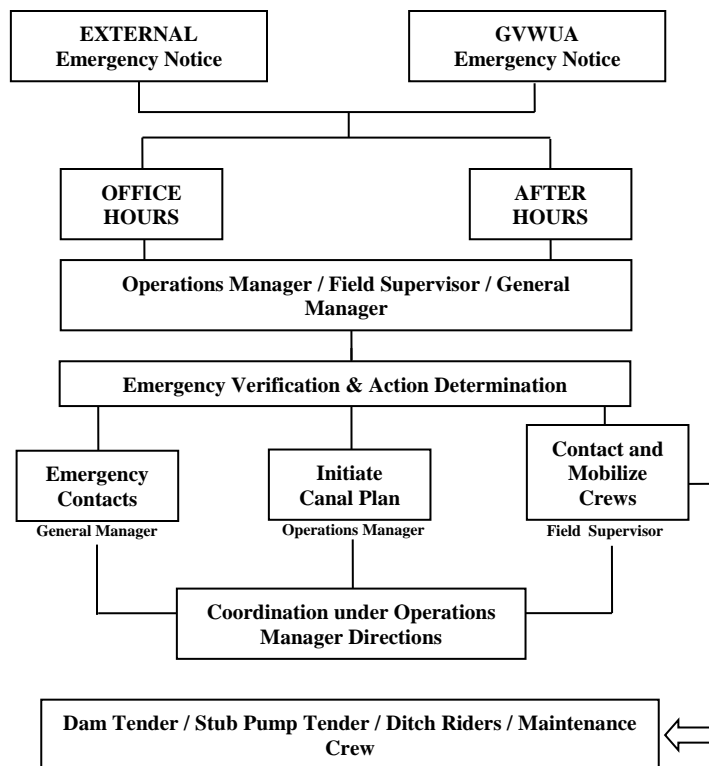 EXTERNAL
Emergency Notice
GVWUA
Emergency Notice
OFFICE
HOURS
AFTER
HOURS
Operations Manager / Field Supervisor / General
Manager
Emergency Verification & Action Determination
Emergency
Contacts
General Manager
Initiate
Canal Plan
Operations Manager
Contact and
Mobilize
Crews
Field Supervisor
Coordination under Operations
Manager Directions
Dam Tender / Stub Pump Tender / Ditch Riders / Maintenance
Crew